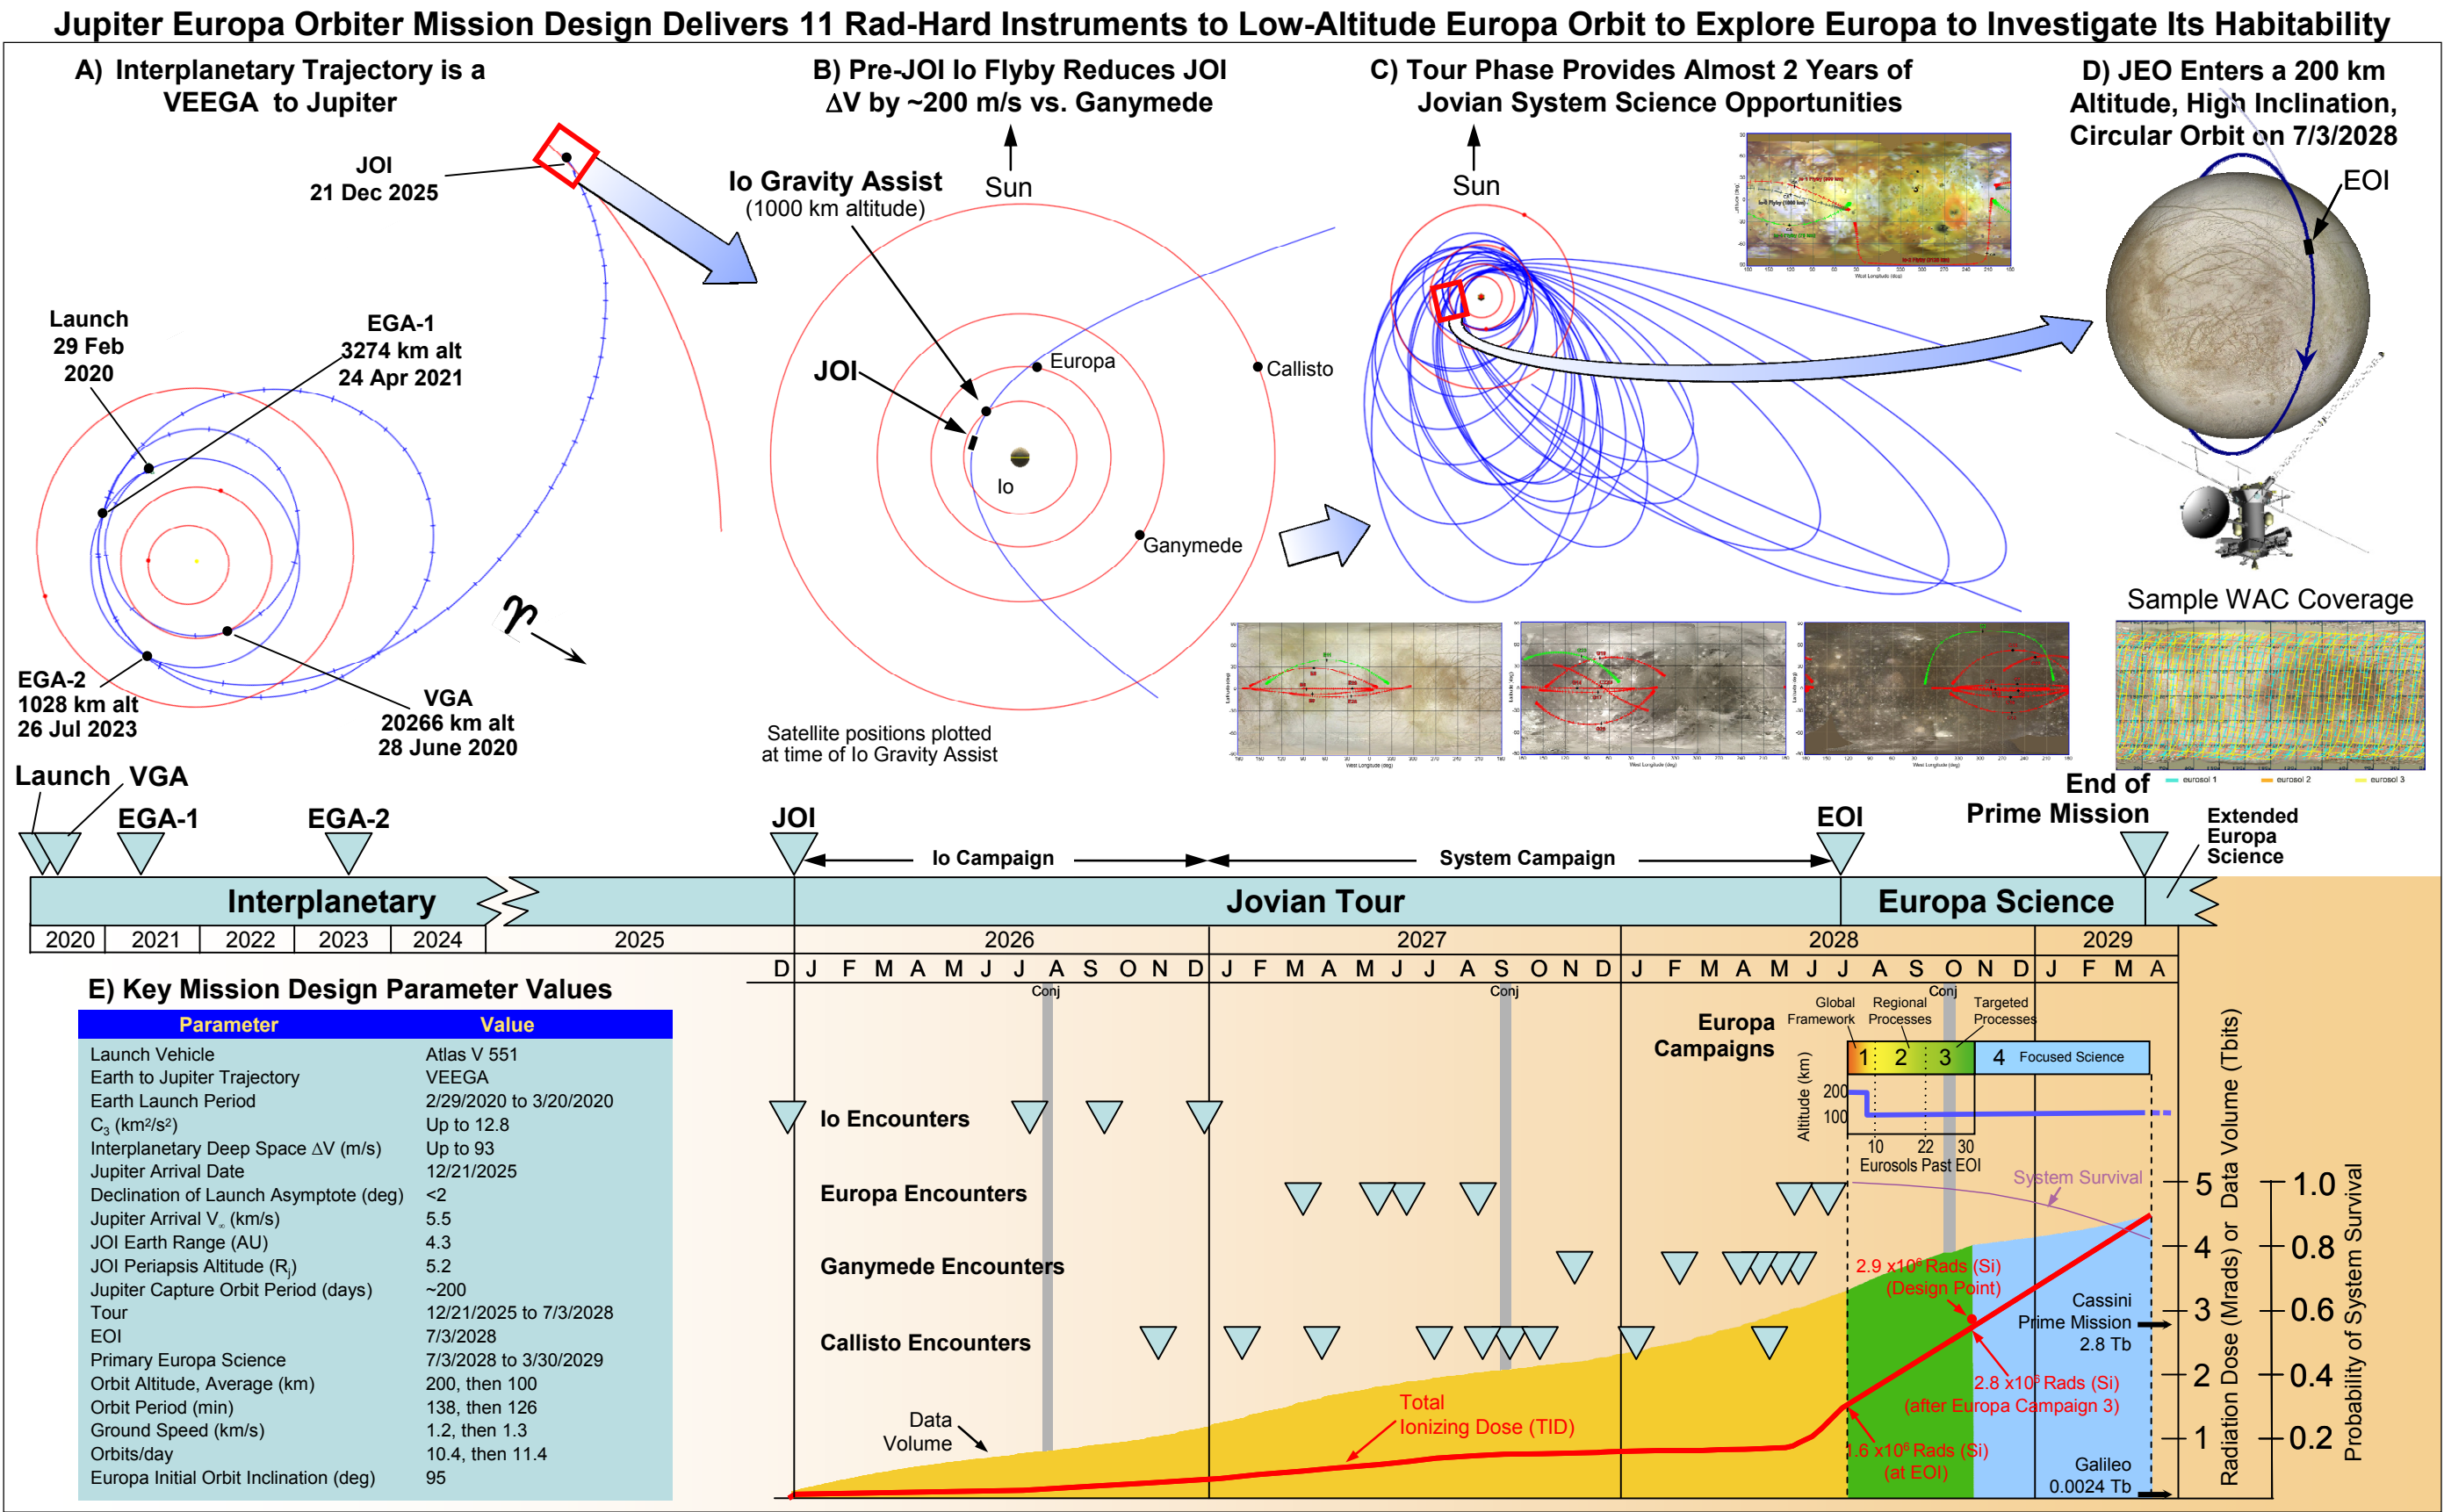 Jupiter Europa Orbiter Mission Design Delivers 11 Rad-Hard Instruments to Low-Altitude Europa Orbit to Explore Europa to Investigate Its Habitability
A) Interplanetary Trajectory is a
VEEGA to Jupiter
JOI
21 Dec 2025
Launch
29 Feb
2020
EGA-1
3274 km alt
24 Apr 2021
EGA-2
1028 km alt
26 Jul 2023
VGA
20266 km alt
28 June 2020
B) Pre-JOI Io Flyby Reduces JOI
ΔV by ~200 m/s vs. Ganymede
Sun
Io Gravity Assist
(1000 km altitude)
JOI
Europa
Callisto
Io
Ganymede
Satellite positions plotted
at time of Io Gravity Assist
C) Tour Phase Provides Almost 2 Years of
Jovian System Science Opportunities
Sun
West Longitude (deg)
West Longitude (deg)
West Longitude (deg)
West Longitude (deg)
D) JEO Enters a 200 km
Altitude, High Inclination,
Circular Orbit on 7/3/2028
EOI
Sample WAC Coverage
eurosol 1 eurosol 2 eurosol 3
Launch VGA
EGA-1
EGA-2
JOI
Io Campaign
System Campaign
EOI
End of
Prime Mission
Extended
Europa
Science
Interplanetary
Jovian Tour
Europa Science
2020 2021 2022 2023 2024 2025 2026 2027 2028 2029
D J F M A M J J A S O N D J F M A M J J A S O N D J F M A M J J A S O N D J F M A
Conj Conj Conj
E) Key Mission Design Parameter Values
Parameter Value
Launch Vehicle Atlas V 551
Earth to Jupiter Trajectory VEEGA
Earth Launch Period 2/29/2020 to 3/20/2020
C₃ (km²/s²) Up to 12.8
Interplanetary Deep Space ΔV (m/s) Up to 93
Jupiter Arrival Date 12/21/2025
Declination of Launch Asymptote (deg) <2
Jupiter Arrival V∞ (km/s) 5.5
JOI Earth Range (AU) 4.3
JOI Periapsis Altitude (Rj) 5.2
Jupiter Capture Orbit Period (days) ~200
Tour 12/21/2025 to 7/3/2028
EOI 7/3/2028
Primary Europa Science 7/3/2028 to 3/30/2029
Orbit Altitude, Average (km) 200, then 100
Orbit Period (min) 138, then 126
Ground Speed (km/s) 1.2, then 1.3
Orbits/day 10.4, then 11.4
Europa Initial Orbit Inclination (deg) 95
Io Encounters
Europa Encounters
Ganymede Encounters
Callisto Encounters
Data
Volume
Total
Ionizing Dose (TID)
Europa
Campaigns
Global
Framework
Regional
Processes
Targeted
Processes
1 2 3 4 Focused Science
Altitude (km)
200
100
10 22 30
Eurosols Past EOI
System Survival
2.9 x10⁶ Rads (Si)
(Design Point)
2.8 x10⁶ Rads (Si)
(after Europa Campaign 3)
1.6 x10⁶ Rads (Si)
(at EOI)
Cassini
Prime Mission
2.8 Tb
Galileo
0.0024 Tb
5
4
3
2
1
Radiation Dose (Mrads) or Data Volume (Tbits)
1.0
0.8
0.6
0.4
0.2
Probability of System Survival